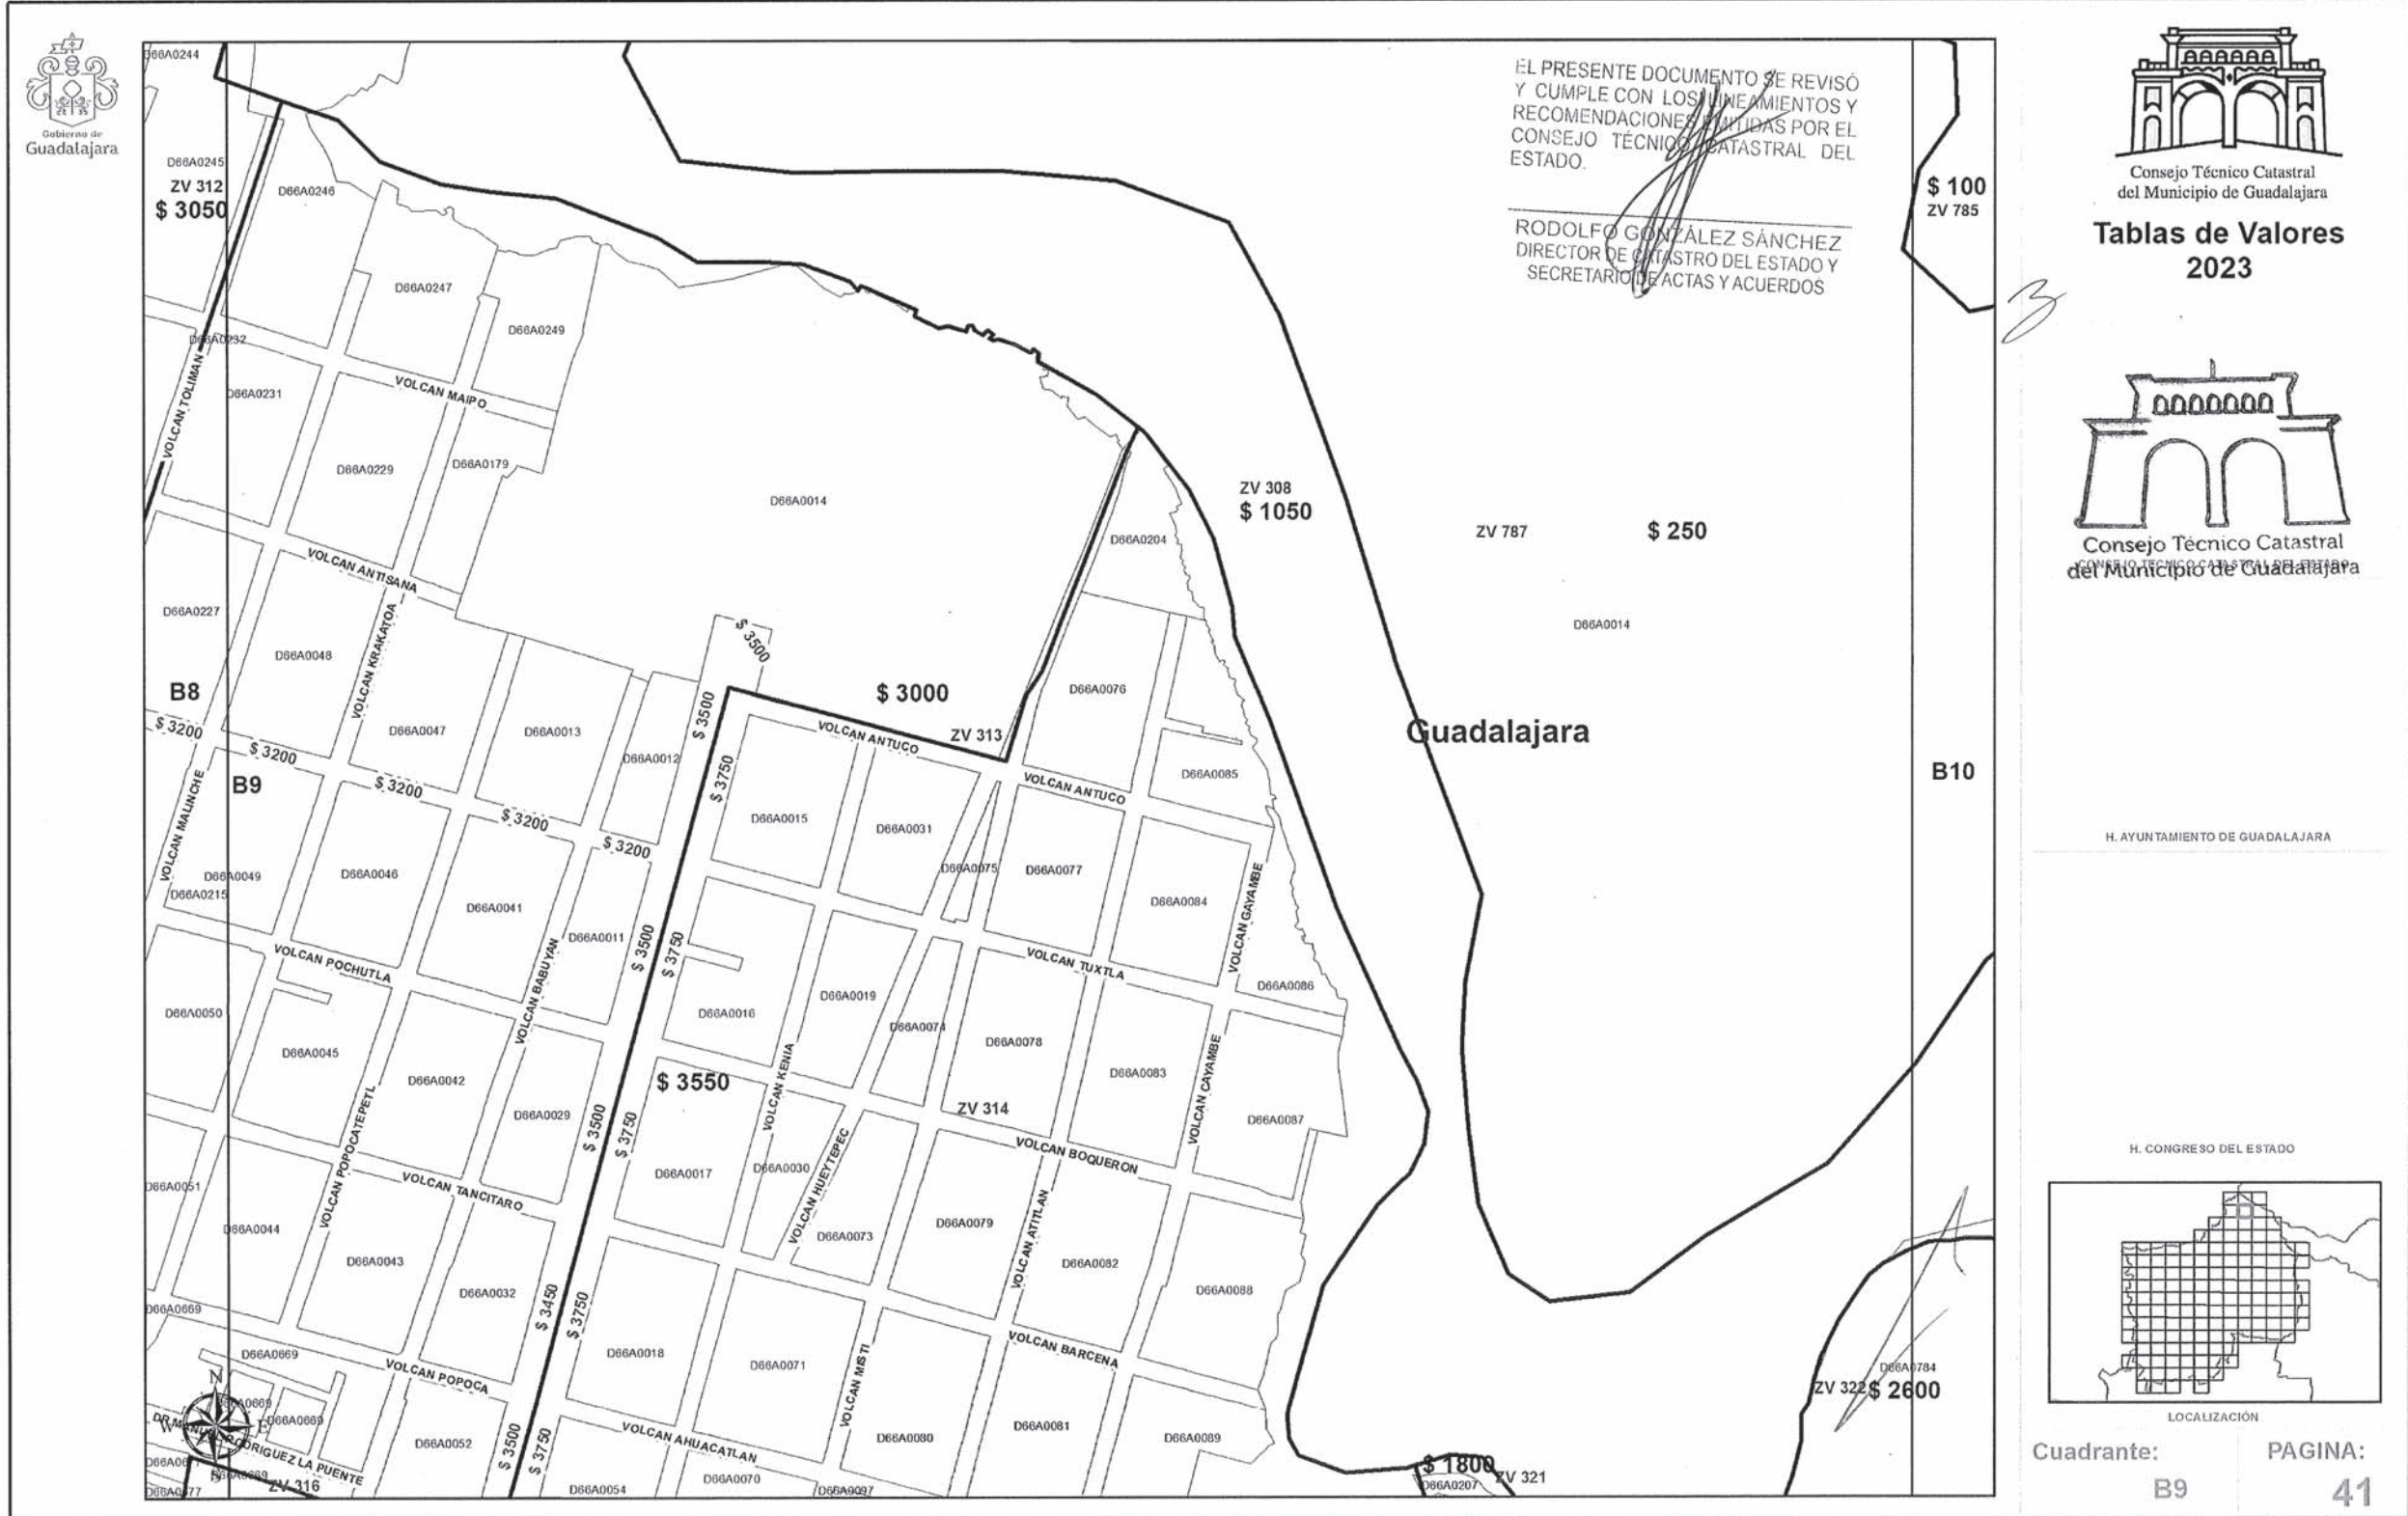 Gobierno de
Guadalajara
D66A0244
D66A0245
ZV 312
$ 3050
D66A0246
D66A0247
D66A0249
D66A0232
D66A0231
VOLCAN TOLIMAN
VOLCAN MAIPO
D66A0229
D66A0179
D66A0014
VOLCAN ANTISANA
D66A0227
D66A0048
VOLCAN KRAKATOA
D66A0204
ZV 308
$ 1050
ZV 787
$ 250
D66A0014
Guadalajara
$ 100
ZV 785
B8
B9
B10
$ 3200
$ 3200
$ 3200
$ 3200
$ 3200
D66A0047
D66A0013
D66A0012
$ 3500
$ 3500
$ 3750
$ 3000
ZV 313
VOLCAN ANTUCO
VOLCAN ANTUCO
D66A0076
D66A0085
VOLCAN MALINCHE
D66A0049
D66A0215
D66A0046
D66A0041
D66A0011
D66A0015
D66A0031
D66A0075
D66A0077
D66A0084
VOLCAN GAYAMBE
VOLCAN POCHUTLA
VOLCAN BABUYAN
$ 3500
$ 3750
VOLCAN TUXTLA
D66A0086
D66A0050
D66A0045
D66A0042
D66A0029
D66A0016
D66A0019
D66A0074
D66A0078
D66A0083
VOLCAN CAYAMBE
D66A0087
$ 3550
VOLCAN KENIA
ZV 314
VOLCAN BOQUERON
VOLCAN POPOCATEPETL
$ 3500
$ 3750
D66A0051
D66A0044
VOLCAN TANCITARO
D66A0017
D66A0030
VOLCAN HUEYTEPEC
D66A0073
D66A0079
VOLCAN ATITLAN
D66A0082
D66A0088
D66A0043
D66A0032
$ 3450
$ 3750
D66A0669
D66A0669
VOLCAN POPOCA
D66A0018
D66A0071
VOLCAN MISTI
VOLCAN BARCENA
N
W
E
S
D66A0669
D66A0669
RODRIGUEZ LA PUENTE
D66A0052
$ 3500
$ 3750
VOLCAN AHUACATLAN
D66A0080
D66A0081
D66A0089
ZV 316
D66A0054
D66A0070
D66A0097
$ 1800
ZV 321
D66A0207
D66A0784
ZV 322
$ 2600
EL PRESENTE DOCUMENTO SE REVISÓ
Y CUMPLE CON LOS LINEAMIENTOS Y
RECOMENDACIONES EMITIDAS POR EL
CONSEJO TÉCNICO CATASTRAL DEL
ESTADO.
RODOLFO GONZÁLEZ SÁNCHEZ
DIRECTOR DE CATASTRO DEL ESTADO Y
SECRETARIO DE ACTAS Y ACUERDOS
Consejo Técnico Catastral
del Municipio de Guadalajara
Tablas de Valores
2023
Consejo Técnico Catastral
del Municipio de Guadalajara
CONSEJO TECNICO CATASTRAL DEL ESTADO
H. AYUNTAMIENTO DE GUADALAJARA
H. CONGRESO DEL ESTADO
LOCALIZACIÓN
Cuadrante:
B9
PAGINA:
41